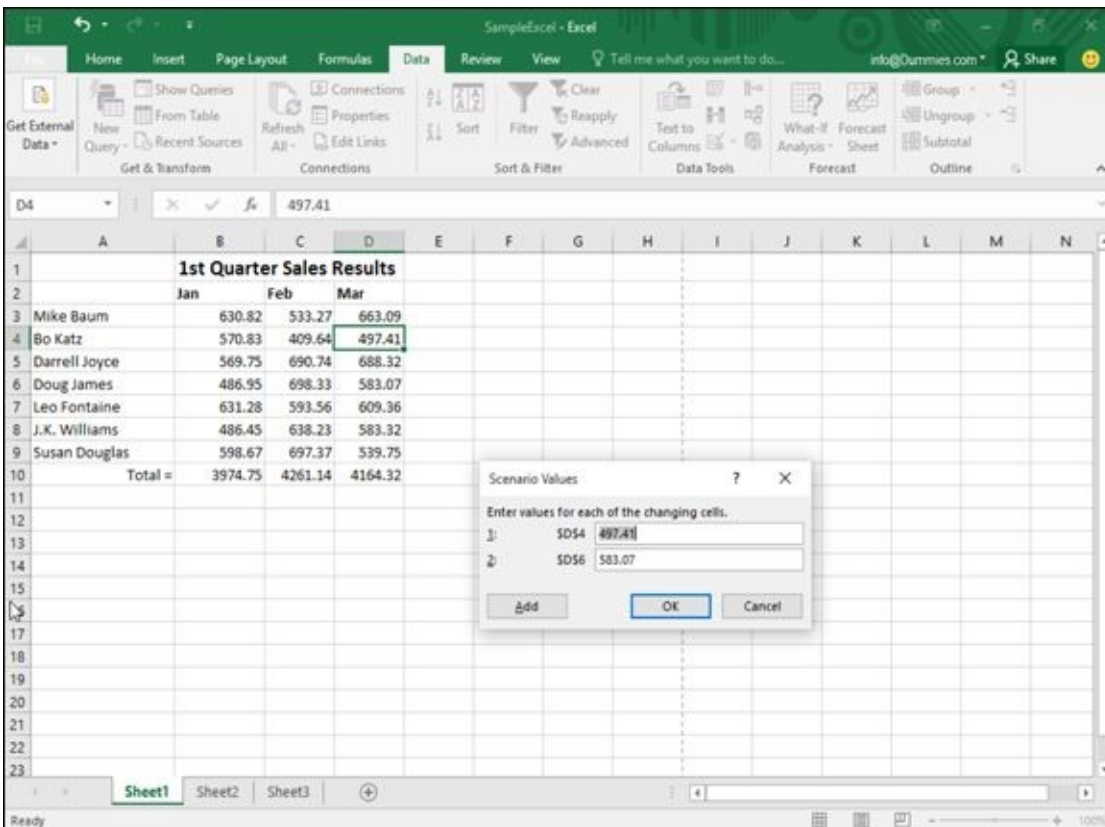 SampleExcel - Excel
Home Insert Page Layout Formulas Data Review View Tell me what you want to do... info@Dummies.com Share
Get External Data
New Query
Show Queries
From Table
Recent Sources
Get & Transform
Refresh All
Connections
Properties
Edit Links
Connections
Sort
Filter
Clear
Reapply
Advanced
Sort & Filter
Text to Columns
Data Tools
What-If Analysis
Forecast Sheet
Forecast
Group
Ungroup
Subtotal
Outline
D4 fx 497.41
A B C D E F G H I J K L M N
1 1st Quarter Sales Results
2 Jan Feb Mar
3 Mike Baum 630.82 533.27 663.09
4 Bo Katz 570.83 409.64 497.41
5 Darrell Joyce 569.75 690.74 688.32
6 Doug James 486.95 698.33 583.07
7 Leo Fontaine 631.28 593.56 609.36
8 J.K. Williams 486.45 638.23 583.32
9 Susan Douglas 598.67 697.37 539.75
10 Total = 3974.75 4261.14 4164.32
11
12
13
14
15
17
18
19
20
21
22
23
Scenario Values ?
Enter values for each of the changing cells.
1: $D$4 497.41
2: $D$6 583.07
Add OK Cancel
Sheet1 Sheet2 Sheet3
Ready 100%